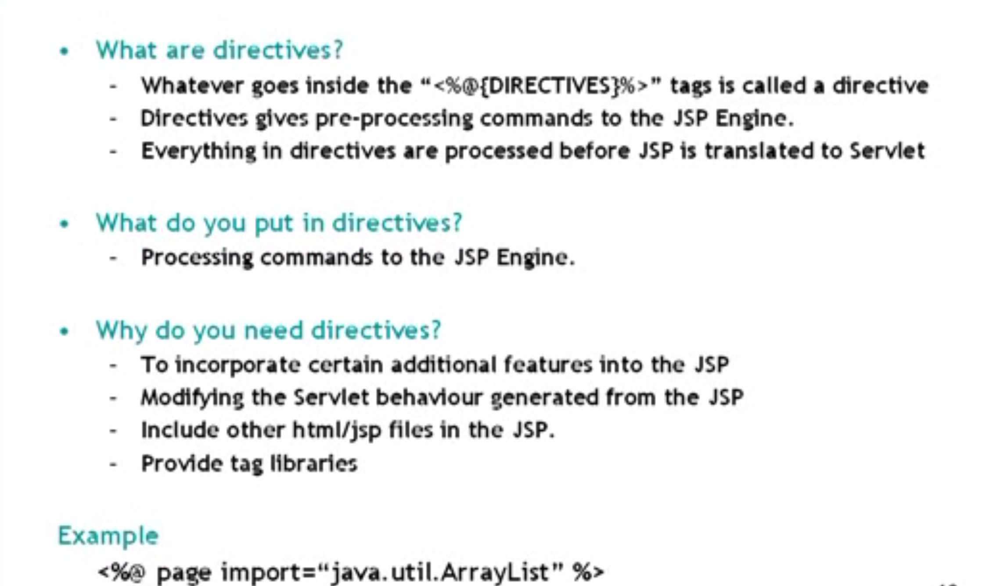 • What are directives?
- Whatever goes inside the “<%@{DIRECTIVES}%>” tags is called a directive
- Directives gives pre-processing commands to the JSP Engine.
- Everything in directives are processed before JSP is translated to Servlet
• What do you put in directives?
- Processing commands to the JSP Engine.
• Why do you need directives?
- To incorporate certain additional features into the JSP
- Modifying the Servlet behaviour generated from the JSP
- Include other html/jsp files in the JSP.
- Provide tag libraries
Example
<%@ page import=“java.util.ArrayList” %>